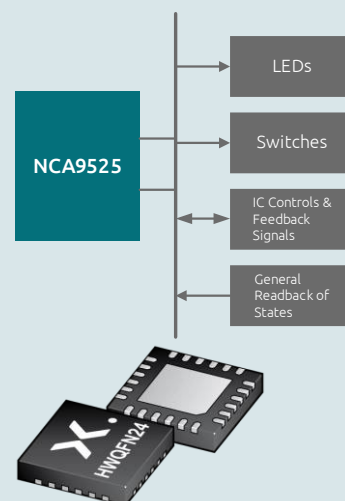 LEDs
NCA9525
Switches
IC Controls &
Feedback
Signals
General
Readback of
States
HWQFN24